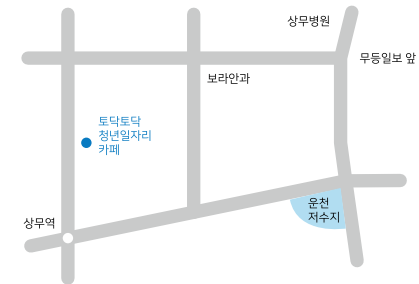 상무병원
무등일보 앞
보라안과
토닥토닥
청년일자리
카페
운천
저수지
상무역